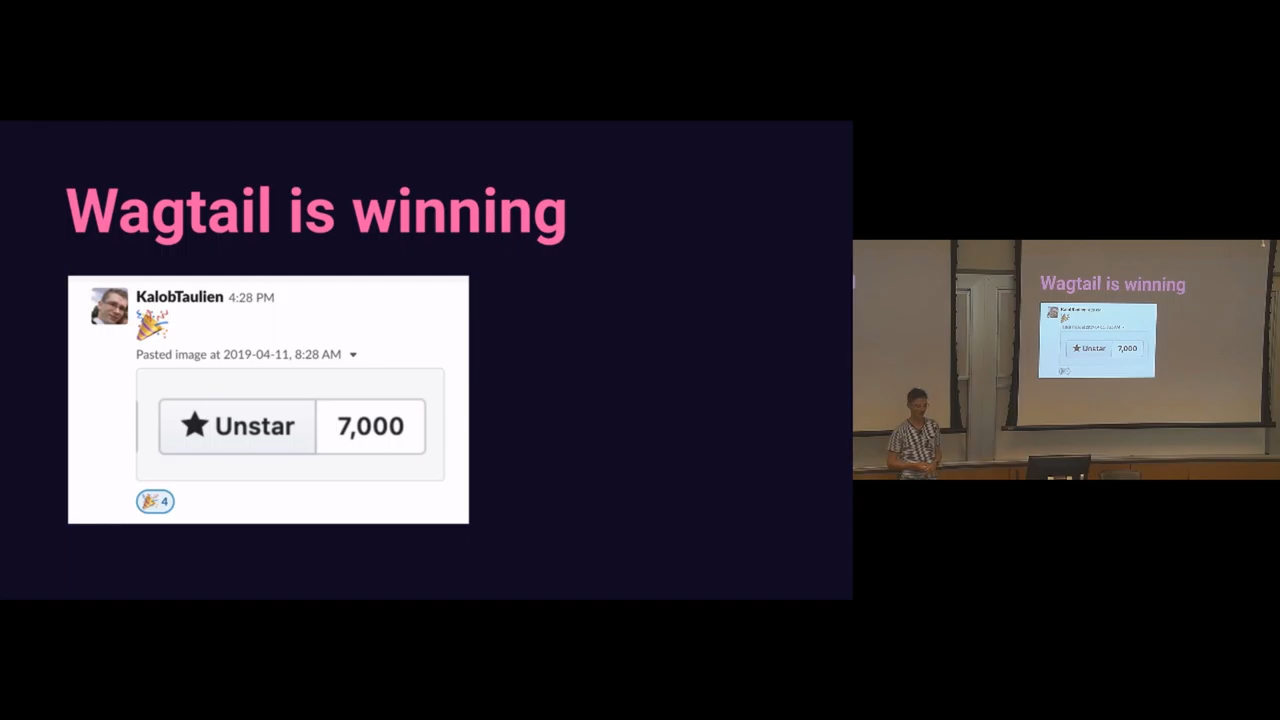 Wagtail is winning
KalobTaulien 4:28 PM
Pasted image at 2019-04-11, 8:28 AM
Unstar 7,000
4
Wagtail is winning
Unstar 7,000